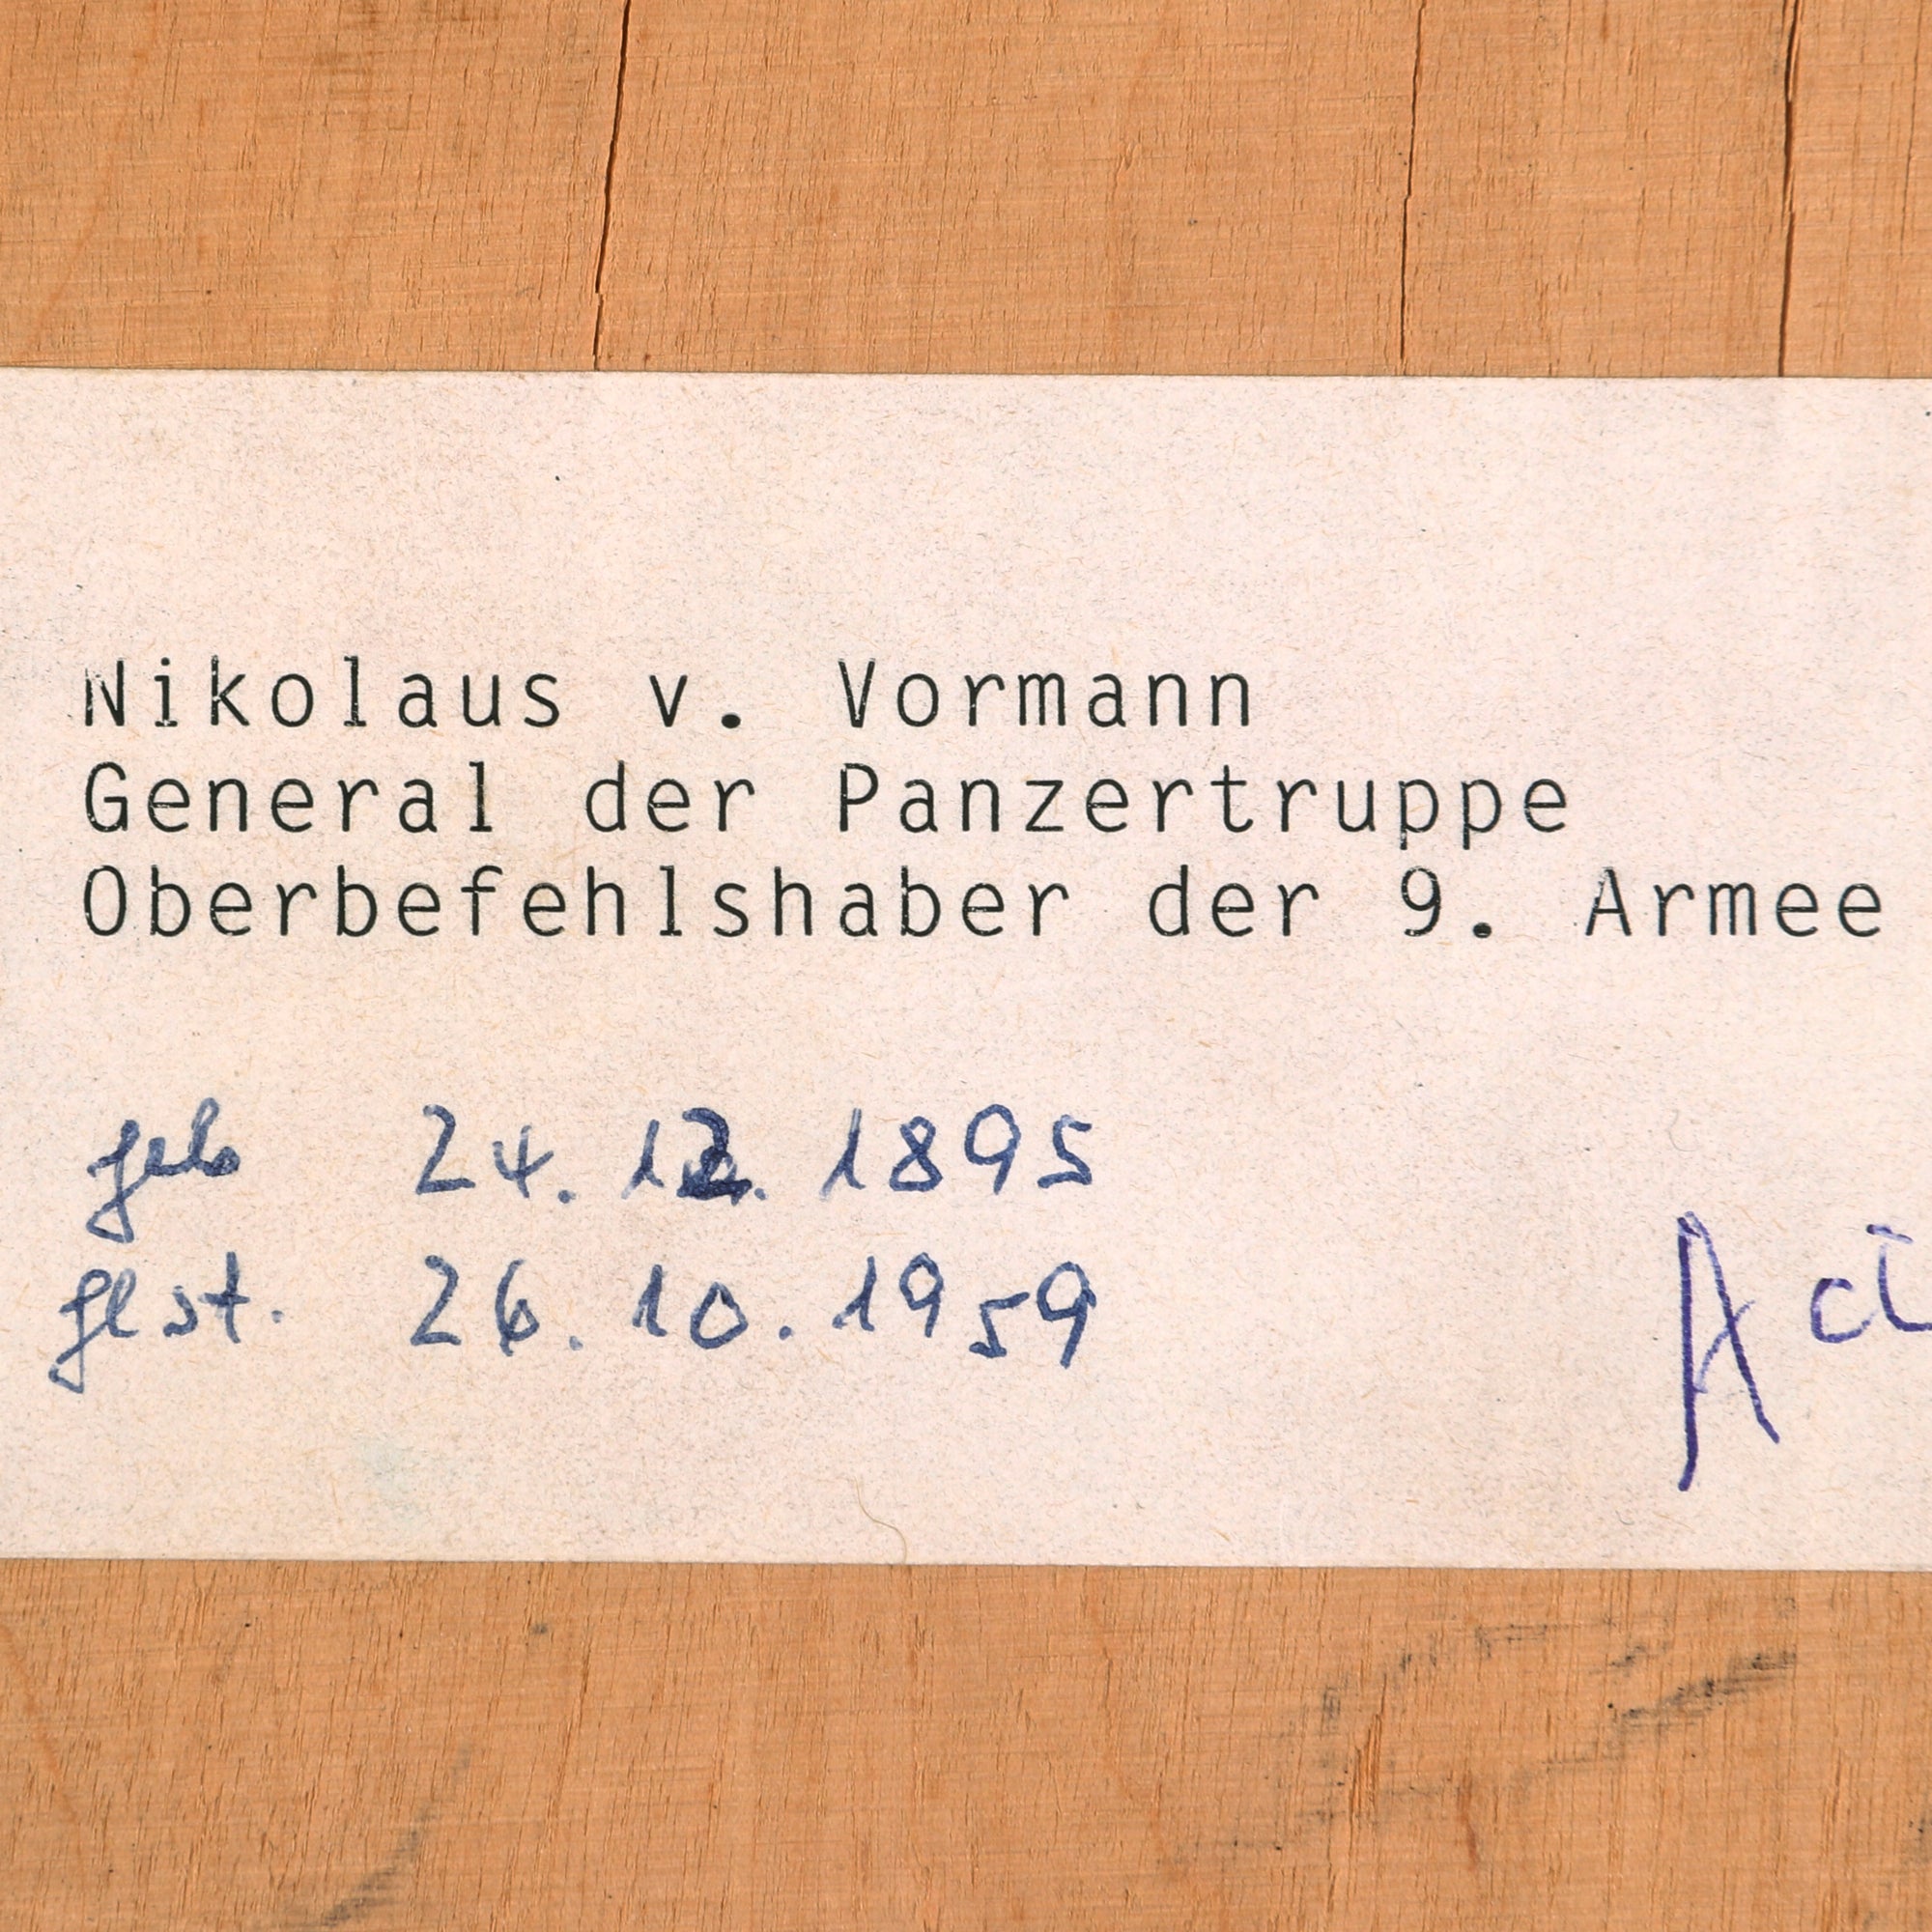 Nikolaus v. Vormann
General der Panzertruppe
Oberbefehlshaber der 9. Armee
geb 24. 12. 1895
gest. 26. 10. 1959